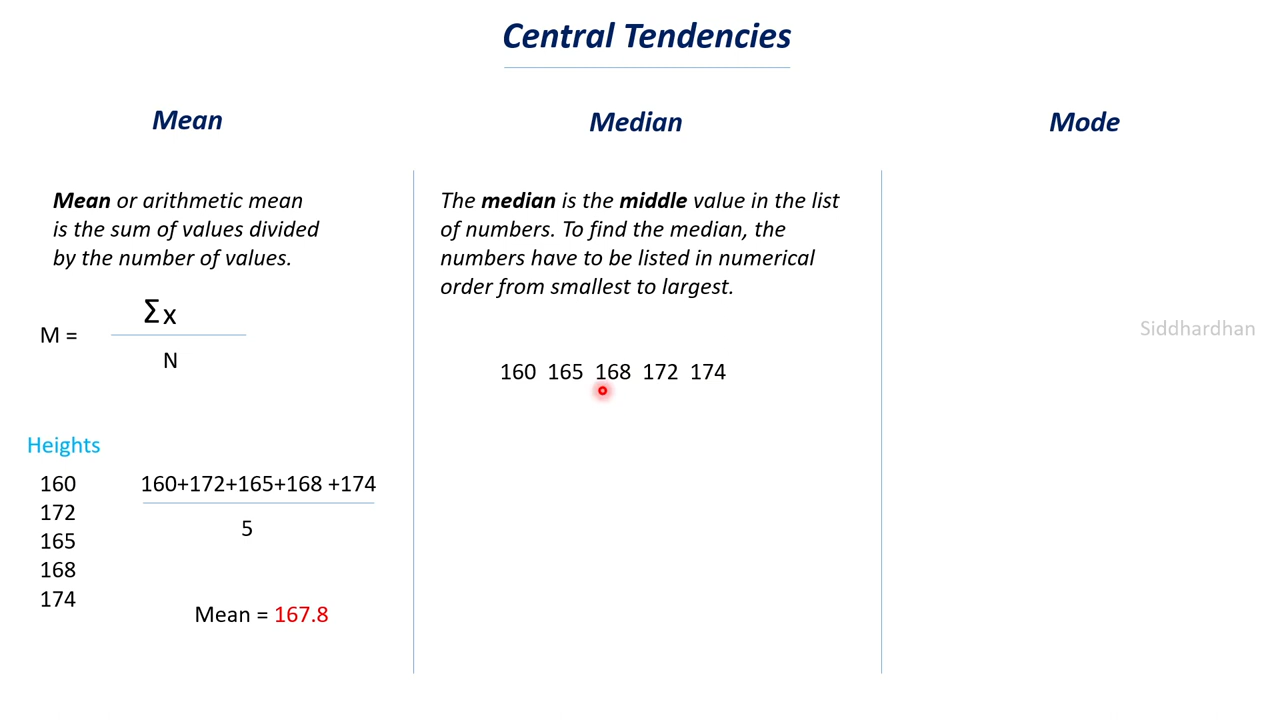 Central Tendencies
Mean
Mean or arithmetic mean
is the sum of values divided
by the number of values.
M =
Σx
N
Heights
160
172
165
168
174
160+172+165+168 +174
5
Mean = 167.8
Median
The median is the middle value in the list
of numbers. To find the median, the
numbers have to be listed in numerical
order from smallest to largest.
160 165 168 172 174
Mode
Siddhardhan